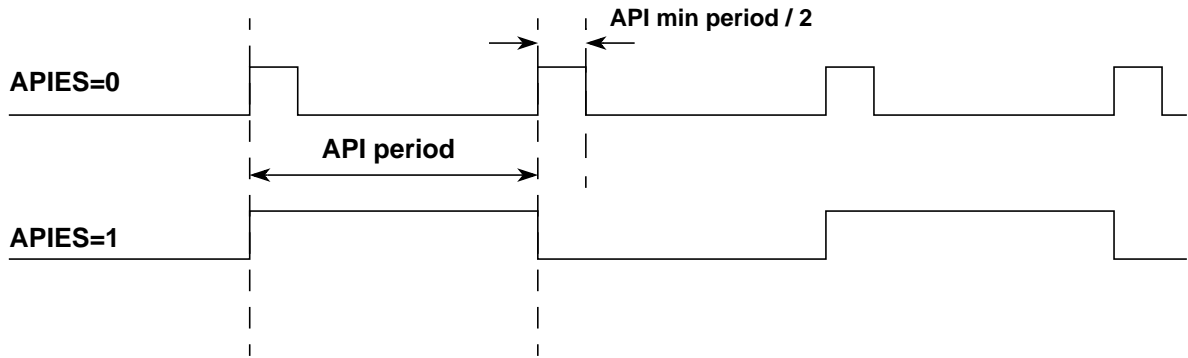 API min period / 2
APIES=0
API period
APIES=1